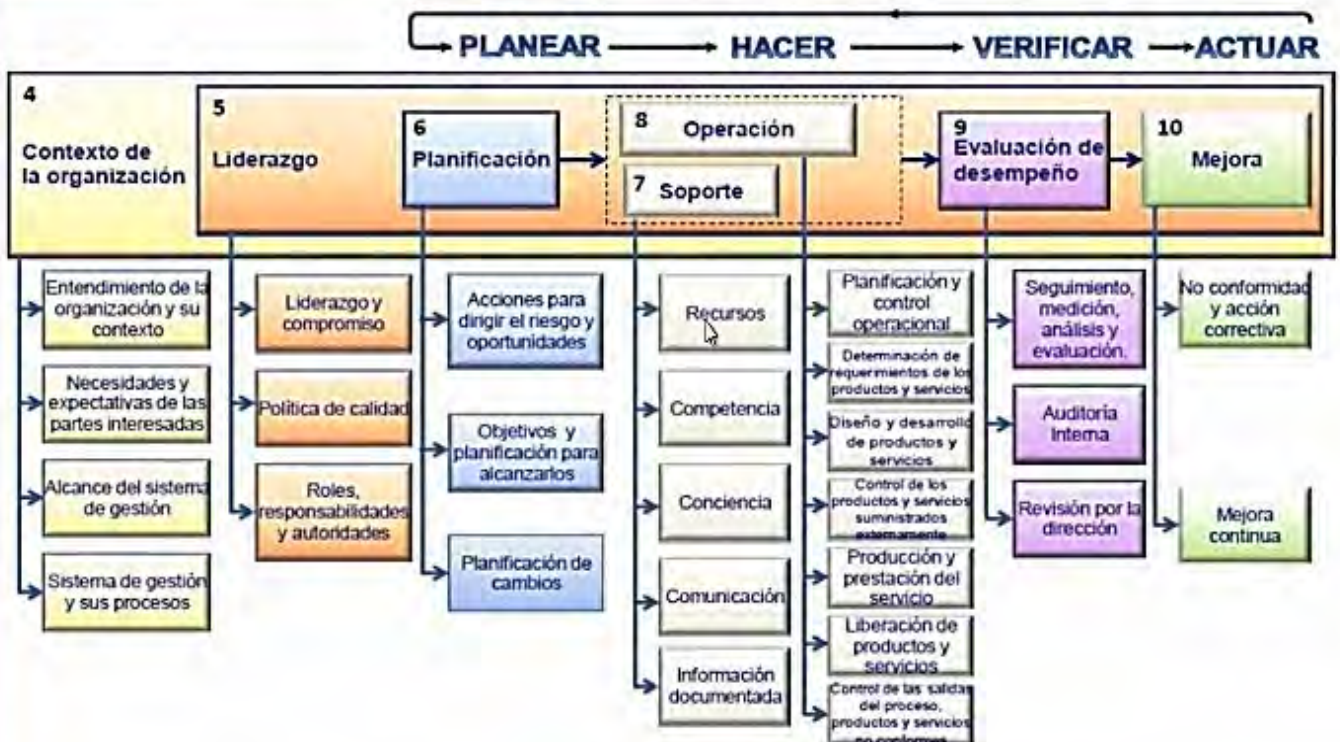 PLANEAR HACER VERIFICAR ACTUAR
4
Contexto de
la organización
5
Liderazgo
6
Planificación
8 Operación
7 Soporte
9
Evaluación de
desempeño
10
Mejora
Entendimiento de la
organización y su
contexto
Necesidades y
expectativas de las
partes interesadas
Alcance del sistema
de gestión
Sistema de gestión
y sus procesos
Liderazgo y
compromiso
Política de calidad
Roles,
responsabilidades
y autoridades
Acciones para
dirigir el riesgo y
oportunidades
Objetivos y
planificación para
alcanzarlos
Planificación de
cambios
Recursos
Competencia
Conciencia
Comunicación
Información
documentada
Planificación y
control
operacional
Determinación de
requerimientos de los
productos y servicios
Diseño y desarrollo
de productos y
servicios
Control de los
productos y servicios
suministrados
externamente
Producción y
prestación del
servicio
Liberación de
productos y
servicios
Control de las salidas
del proceso,
productos y servicios
no conformes
Seguimiento,
medición,
análisis y
evaluación.
Auditoría
Interna
Revisión por la
dirección
No conformidad
y acción
correctiva
Mejora
continua